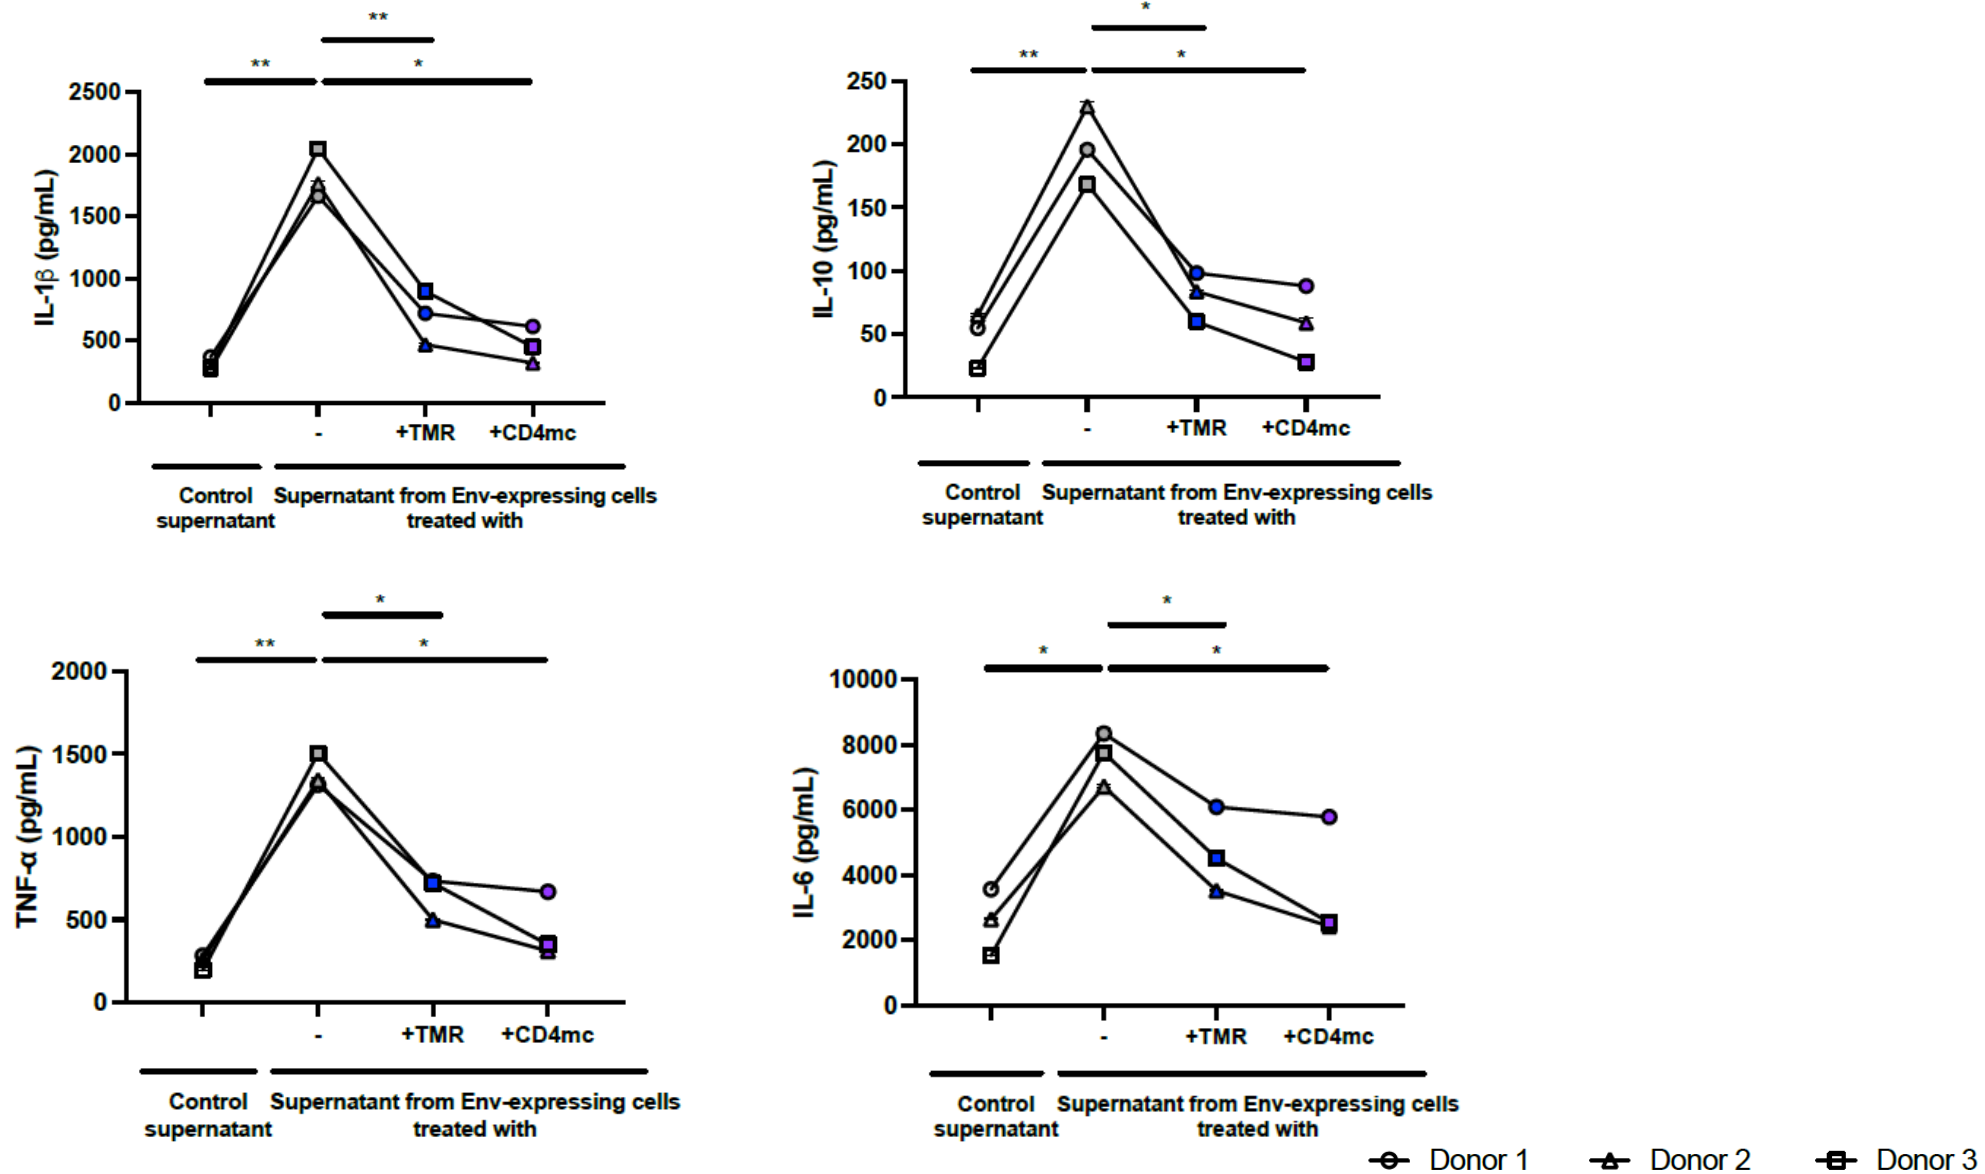 **
** *
2500
2000
1500
1000
500
0
IL-1β (pg/mL)
- +TMR +CD4mc
Control supernatant
Supernatant from Env-expressing cells
treated with
*
** *
250
200
150
100
50
0
IL-10 (pg/mL)
- +TMR +CD4mc
Control supernatant
Supernatant from Env-expressing cells
treated with
*
** *
2000
1500
1000
500
0
TNF-α (pg/mL)
- +TMR +CD4mc
Control supernatant
Supernatant from Env-expressing cells
treated with
*
* *
10000
8000
6000
4000
2000
0
IL-6 (pg/mL)
- +TMR +CD4mc
Control supernatant
Supernatant from Env-expressing cells
treated with
Donor 1 Donor 2 Donor 3